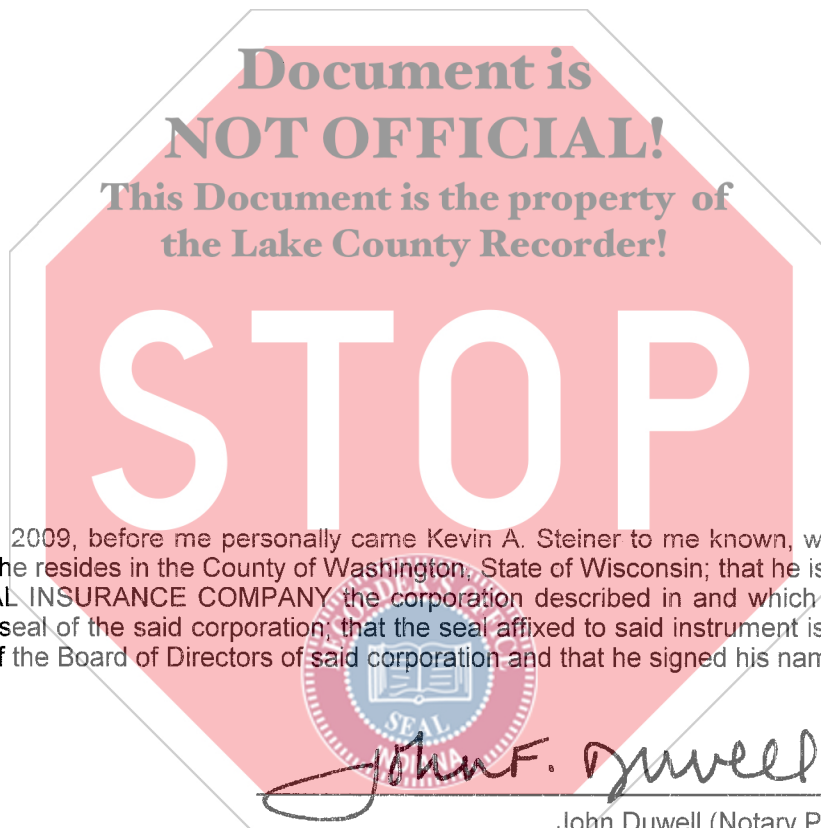 Document is
NOT OFFICIAL!
This Document is the property of
the Lake County Recorder!
STOP
2009, before me personally came Kevin A. Steiner to me known, w
he resides in the County of Washington, State of Wisconsin; that he is
AL INSURANCE COMPANY the corporation described in and which
seal of the said corporation; that the seal affixed to said instrument is
f the Board of Directors of said corporation and that he signed his nam
SEAL
INDIANA
John F. Duwell
John Duwell (Notary P